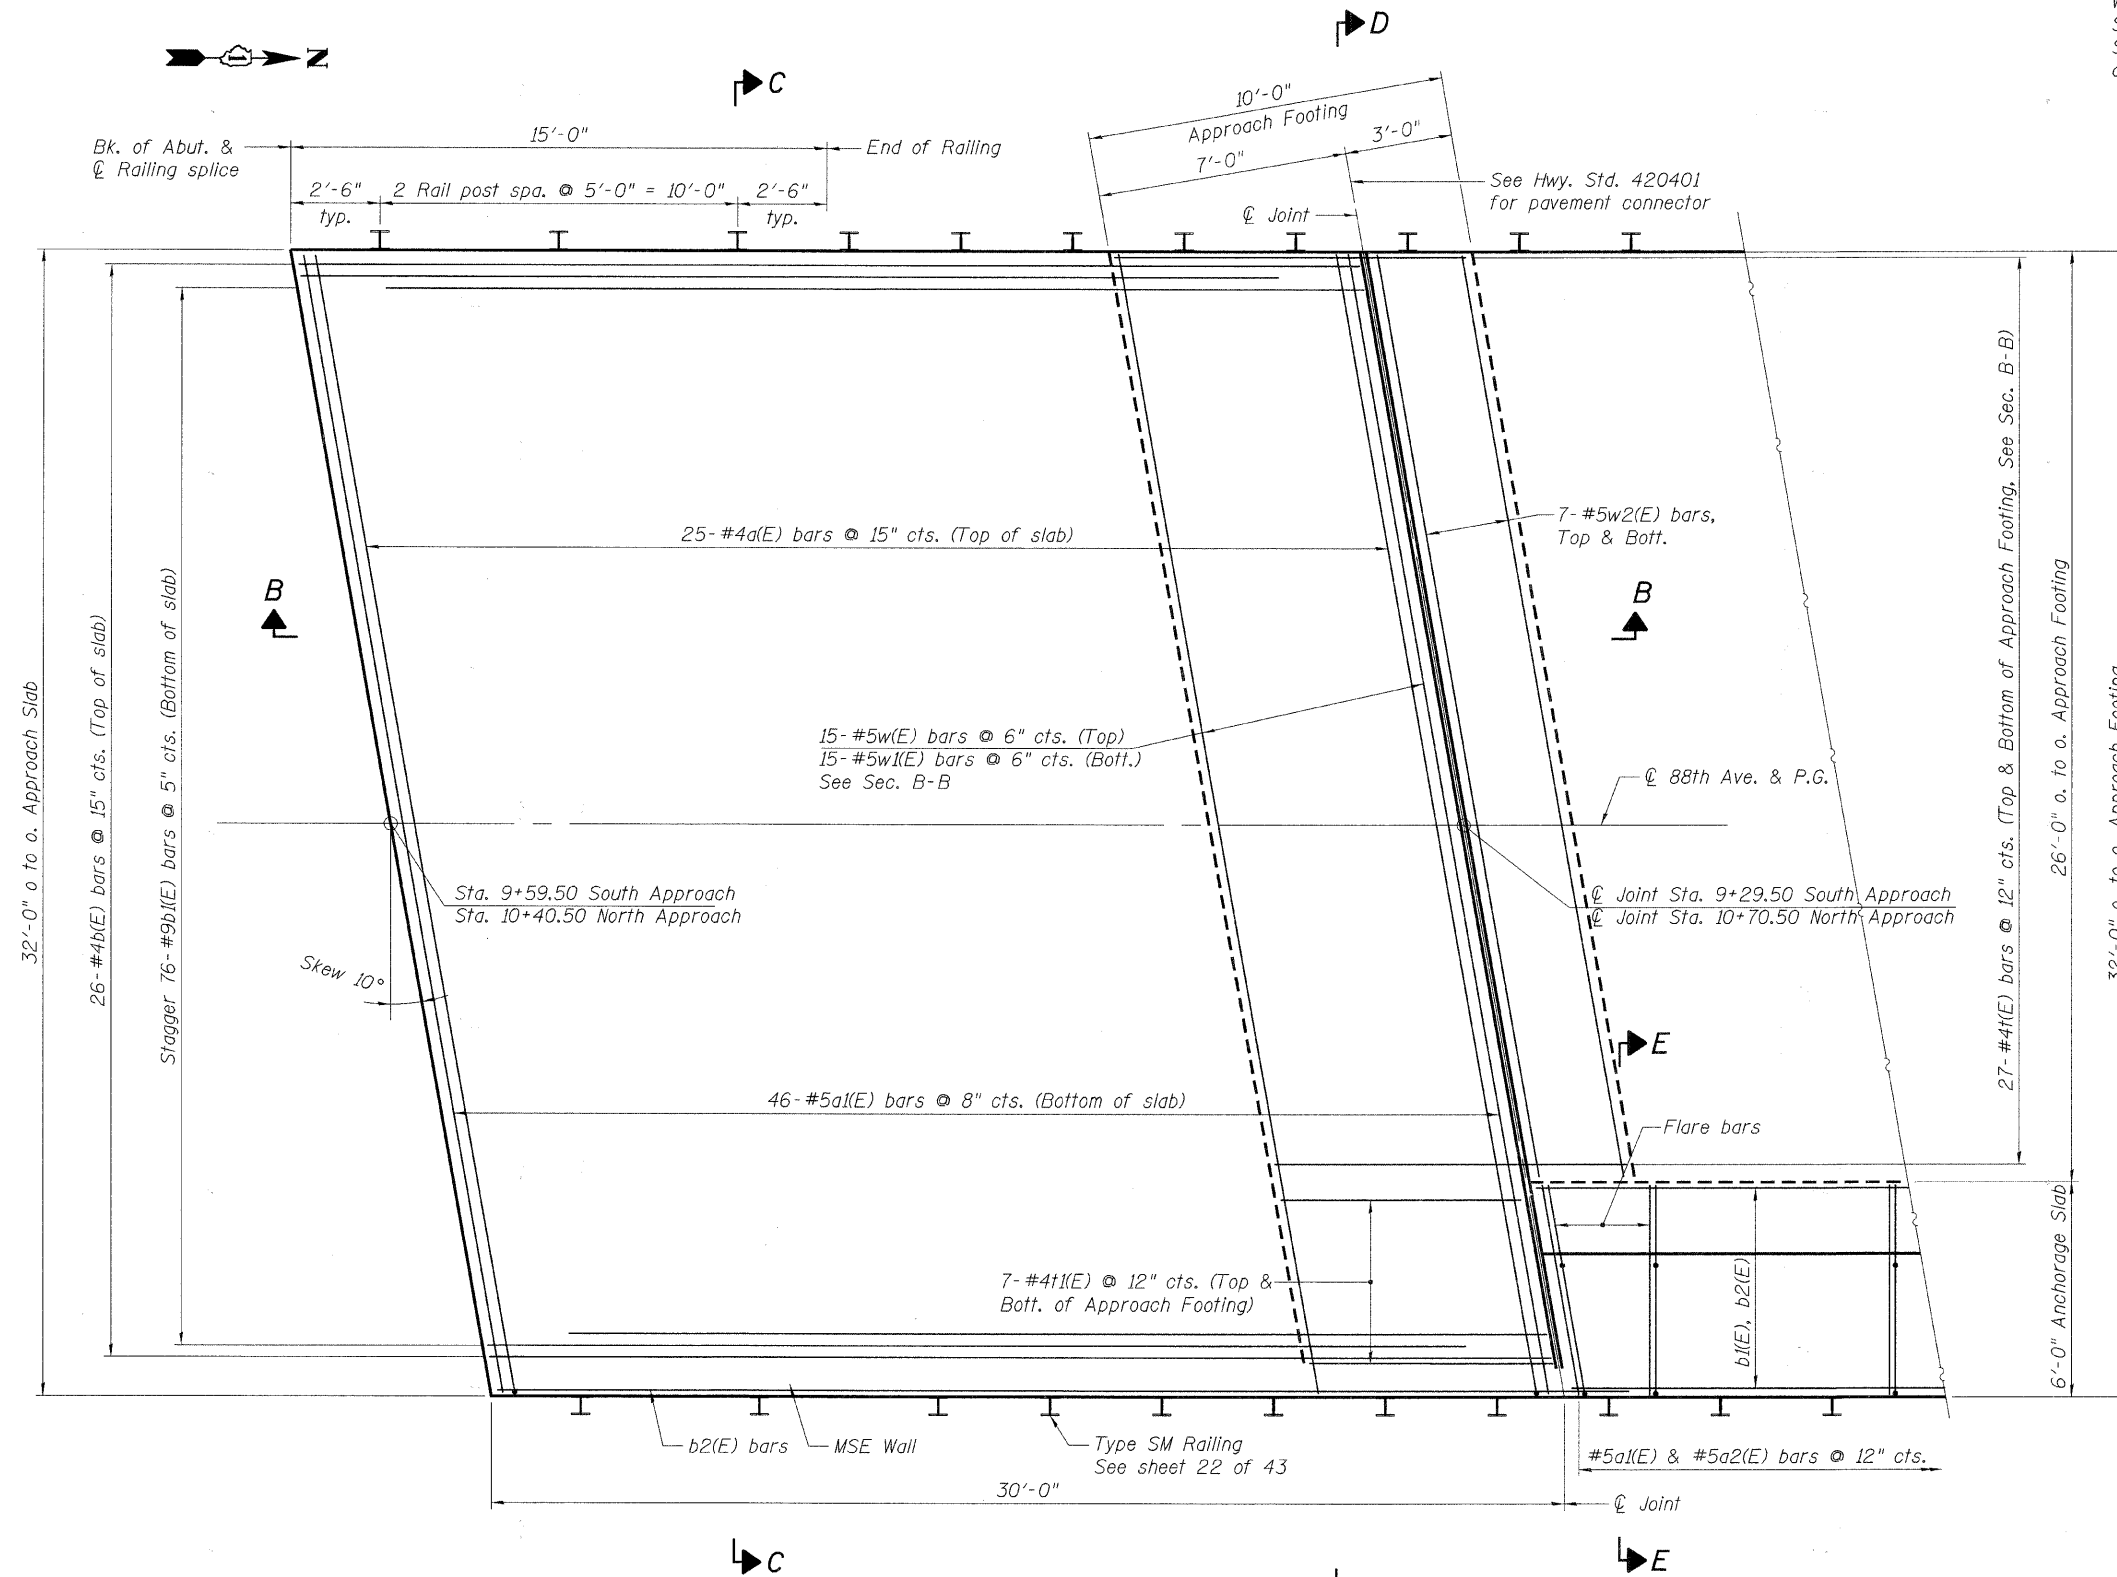 N
C
D
10'-0"
Approach Footing
3'-0"
7'-0"
15'-0"
Bk. of Abut. &
℄ Railing splice
End of Railing
2'-6"
typ.
2 Rail post spa. @ 5'-0" = 10'-0"
2'-6"
typ.
See Hwy. Std. 420401
for pavement connector
℄ Joint
25-#4a(E) bars @ 15" cts. (Top of slab)
7-#5w2(E) bars,
Top & Bott.
B
B
32'-0" o to o. Approach Slab
26-#4b(E) bars @ 15" cts. (Top of slab)
Stagger 76-#9b1(E) bars @ 5" cts. (Bottom of slab)
15-#5w(E) bars @ 6" cts. (Top)
15-#5w1(E) bars @ 6" cts. (Bott.)
See Sec. B-B
℄ 88th Ave. & P.G.
Sta. 9+59.50 South Approach
Sta. 10+40.50 North Approach
℄ Joint Sta. 9+29.50 South Approach
℄ Joint Sta. 10+70.50 North Approach
Skew 10°
27-#4t(E) bars @ 12" cts. (Top & Bottom of Approach Footing, See Sec. B-B)
26'-0" o. to o. Approach Footing
32'-0" o. to o. Approach Footing
E
46-#5a1(E) bars @ 8" cts. (Bottom of slab)
Flare bars
7-#4t1(E) @ 12" cts. (Top &
Bott. of Approach Footing)
b1(E), b2(E)
6'-0" Anchorage Slab
b2(E) bars
MSE Wall
Type SM Railing
See sheet 22 of 43
#5a1(E) & #5a2(E) bars @ 12" cts.
30'-0"
℄ Joint
C
E